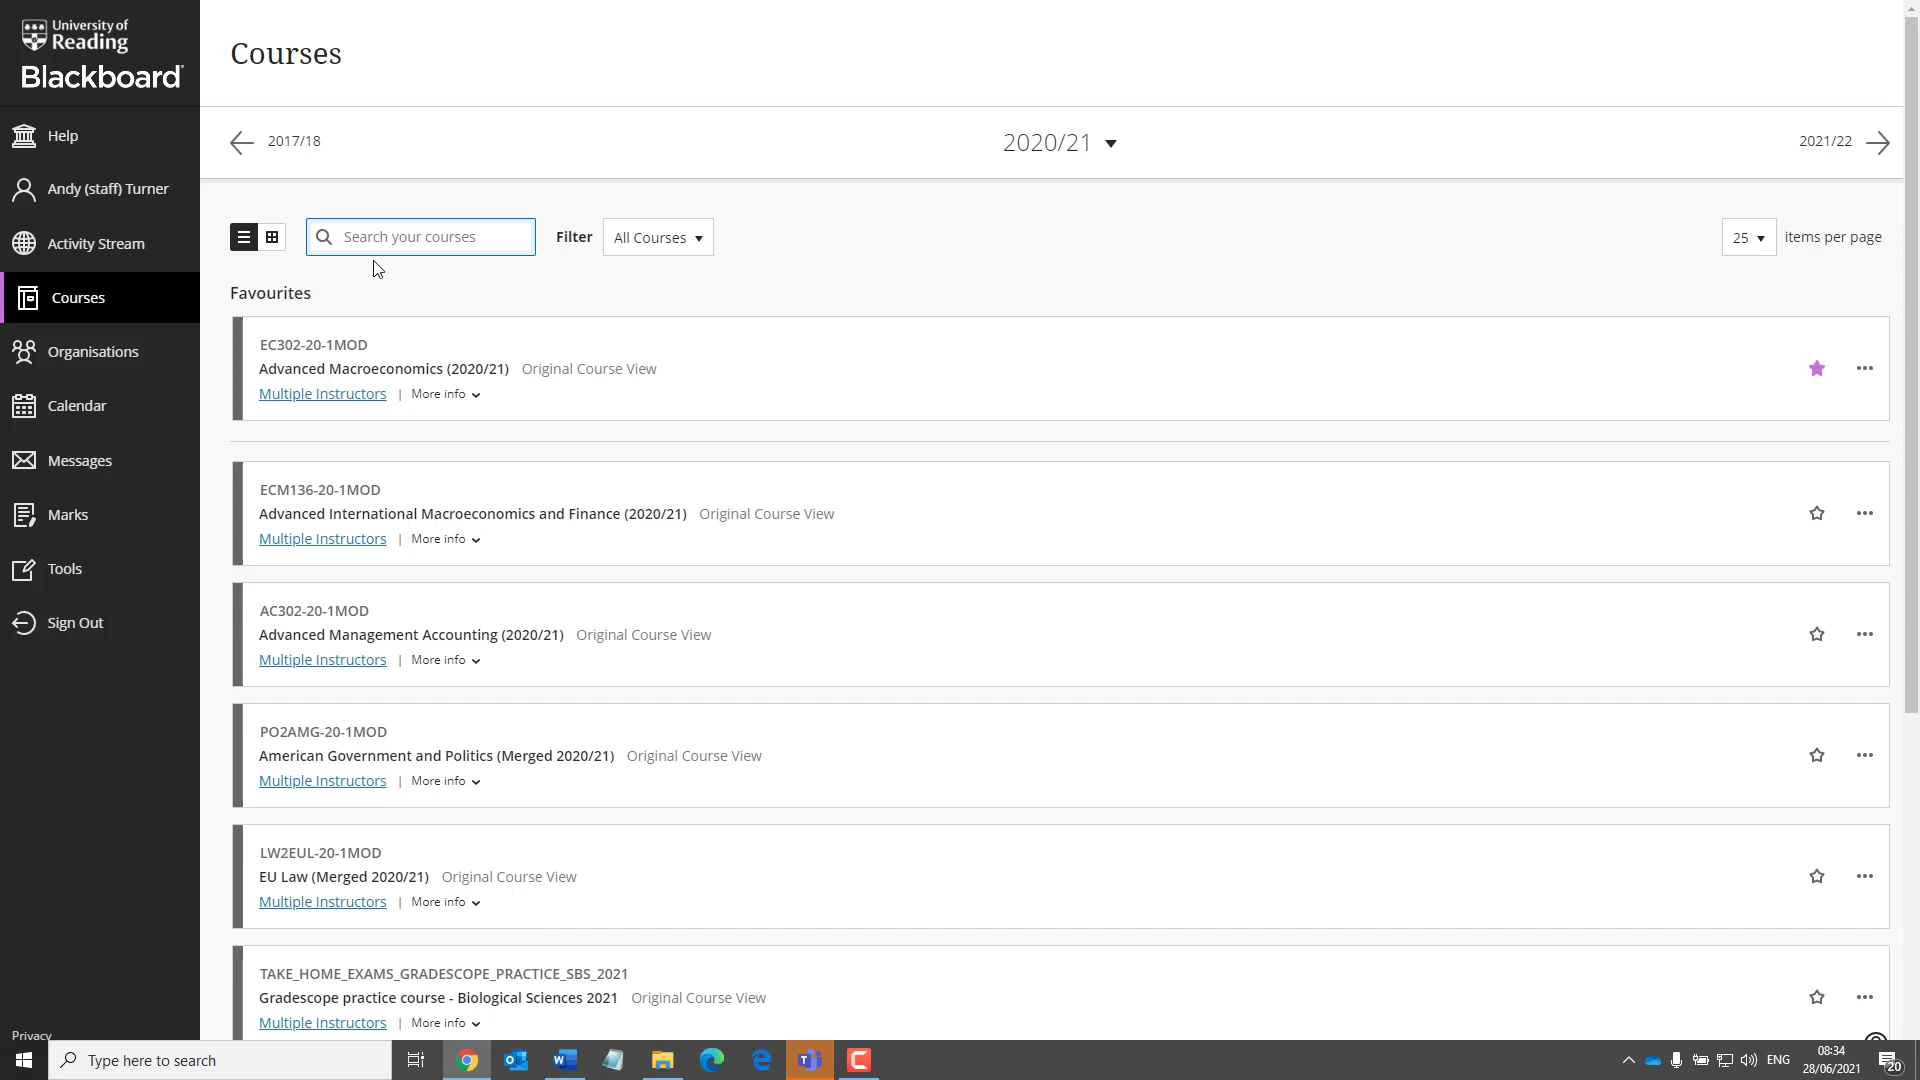 University of
Reading
Blackboard
Help
Andy (staff) Turner
Activity Stream
Courses
Organisations
Calendar
Messages
Marks
Tools
Sign Out
Privacy
Courses
2017/18
2020/21
2021/22
Search your courses
Filter
All Courses
25
items per page
Favourites
EC302-20-1MOD
Advanced Macroeconomics (2020/21) Original Course View
Multiple Instructors | More info
ECM136-20-1MOD
Advanced International Macroeconomics and Finance (2020/21) Original Course View
Multiple Instructors | More info
AC302-20-1MOD
Advanced Management Accounting (2020/21) Original Course View
Multiple Instructors | More info
PO2AMG-20-1MOD
American Government and Politics (Merged 2020/21) Original Course View
Multiple Instructors | More info
LW2EUL-20-1MOD
EU Law (Merged 2020/21) Original Course View
Multiple Instructors | More info
TAKE_HOME_EXAMS_GRADESCOPE_PRACTICE_SBS_2021
Gradescope practice course - Biological Sciences 2021 Original Course View
Multiple Instructors | More info
Type here to search
ENG
08:34
28/06/2021
20